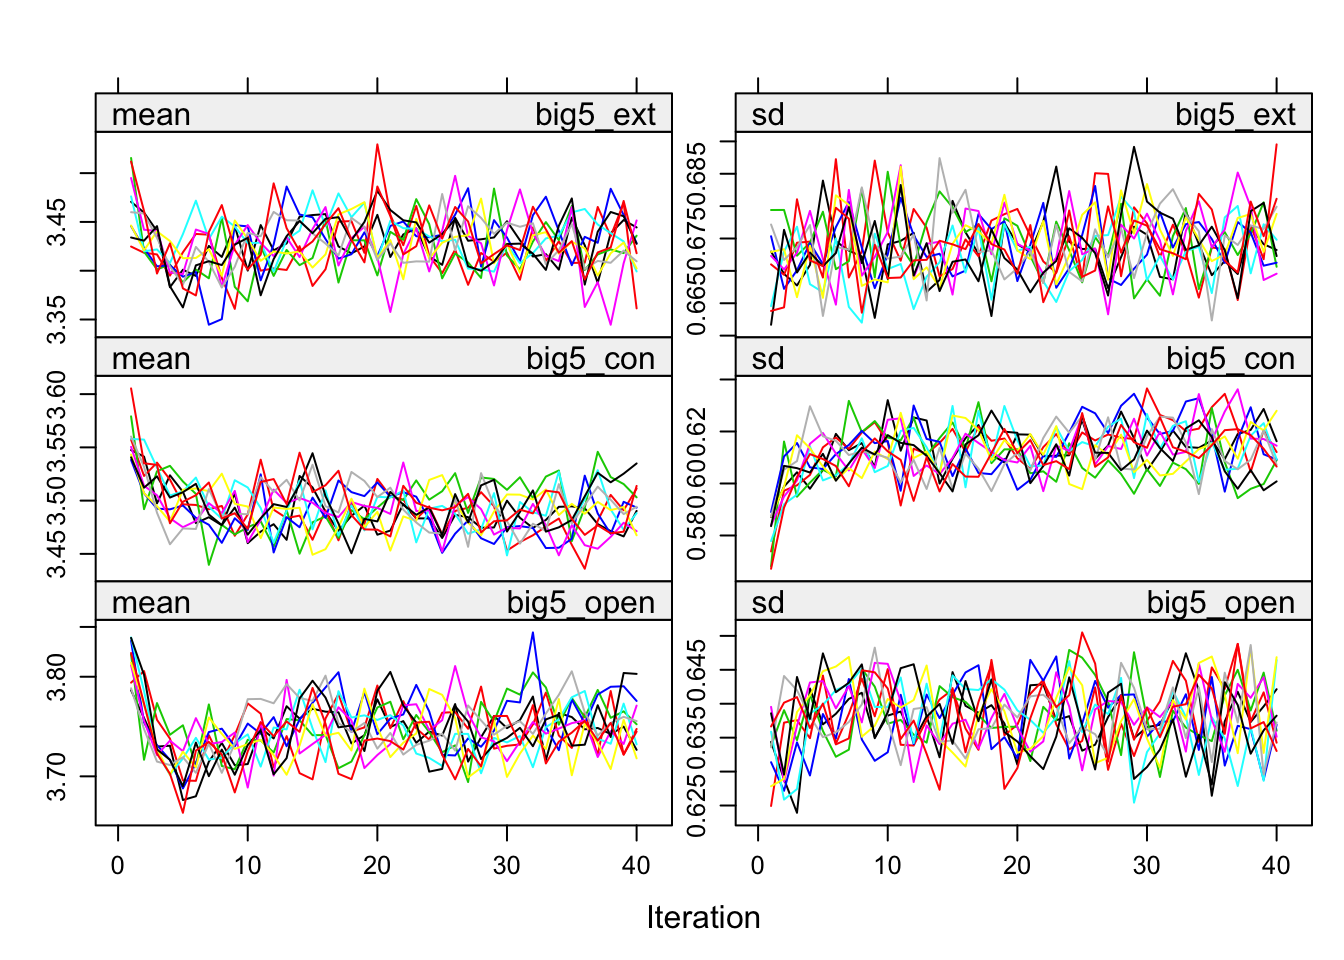 mean big5_ext
sd big5_ext
3.35 3.45
0.665 0.665 0.675 0.685
mean big5_con
sd big5_con
3.45 3.50 3.55 3.60
0.58 0.60 0.62
mean big5_open
sd big5_open
3.70 3.80
0.625 0.635 0.645
0 10 20 30 40
0 10 20 30 40
Iteration